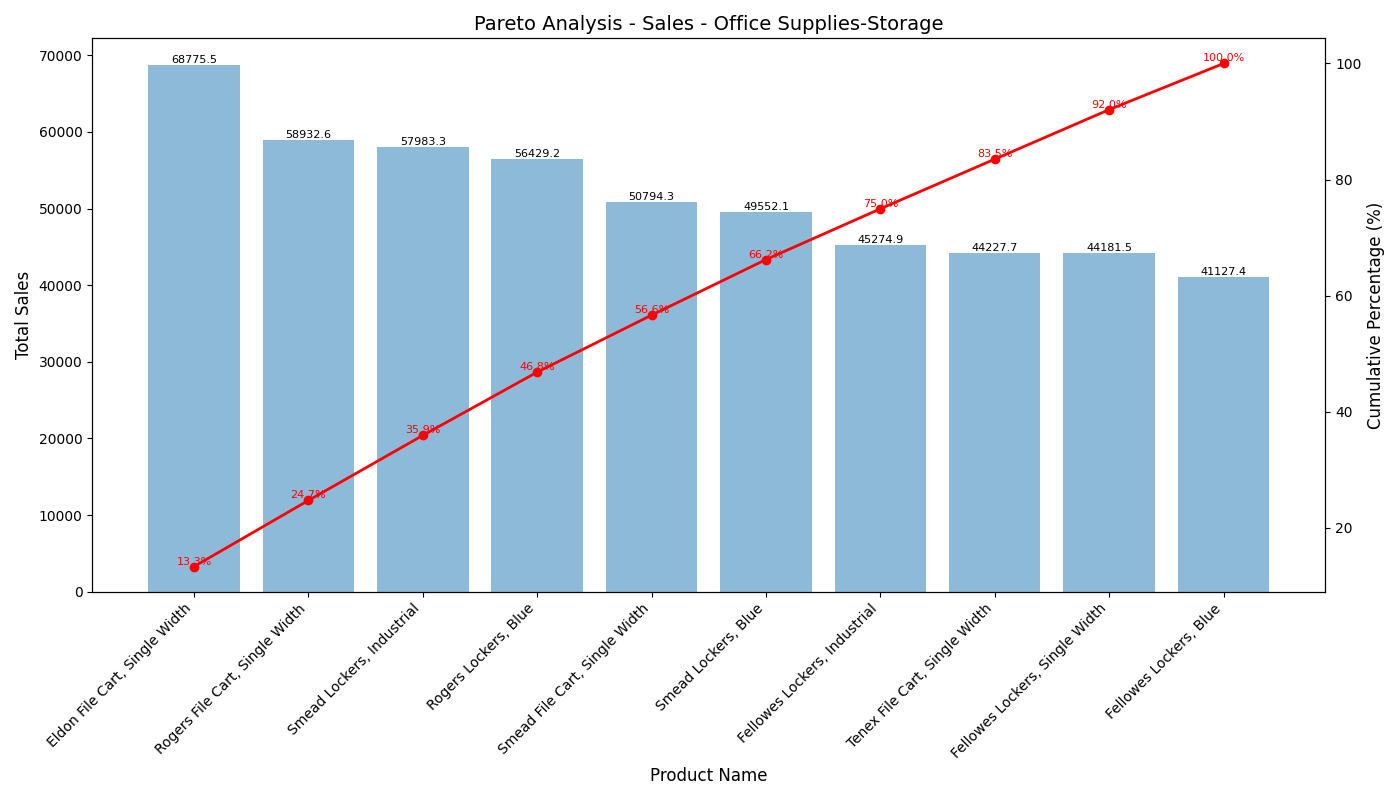 Pareto Analysis - Sales - Office Supplies-Storage
Total Sales
70000
60000
50000
40000
30000
20000
10000
0
68775.5
58932.6
57983.3
56429.2
50794.3
49552.1
45274.9
44227.7
44181.5
41127.4
13.3%
24.7%
35.9%
46.8%
56.6%
66.2%
75.0%
83.5%
92.0%
100.0%
100
80
60
40
20
Cumulative Percentage (%)
Eldon File Cart, Single Width
Rogers File Cart, Single Width
Smead Lockers, Industrial
Rogers Lockers, Blue
Smead File Cart, Single Width
Smead Lockers, Blue
Fellowes Lockers, Industrial
Tenex File Cart, Single Width
Fellowes Lockers, Single Width
Fellowes Lockers, Blue
Product Name